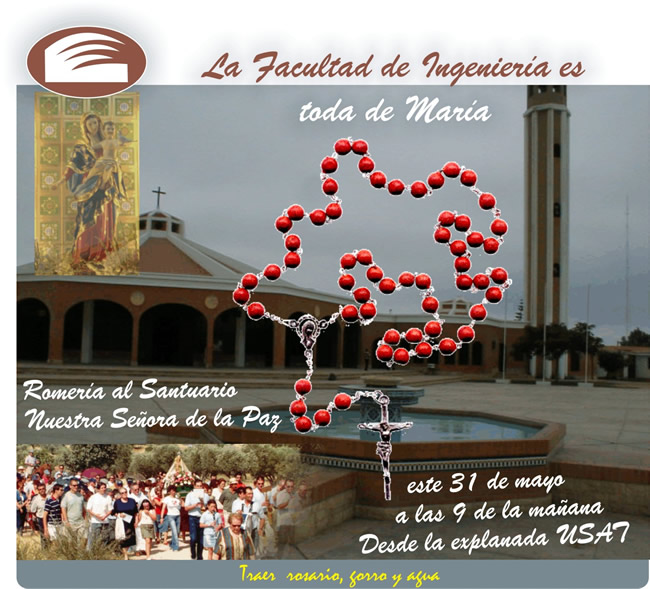 La Facultad de Ingeniería es
toda de María
Romería al Santuario
Nuestra Señora de la Paz
este 31 de mayo
a las 9 de la mañana
Desde la explanada USAT
Traer rosario, gorro y agua